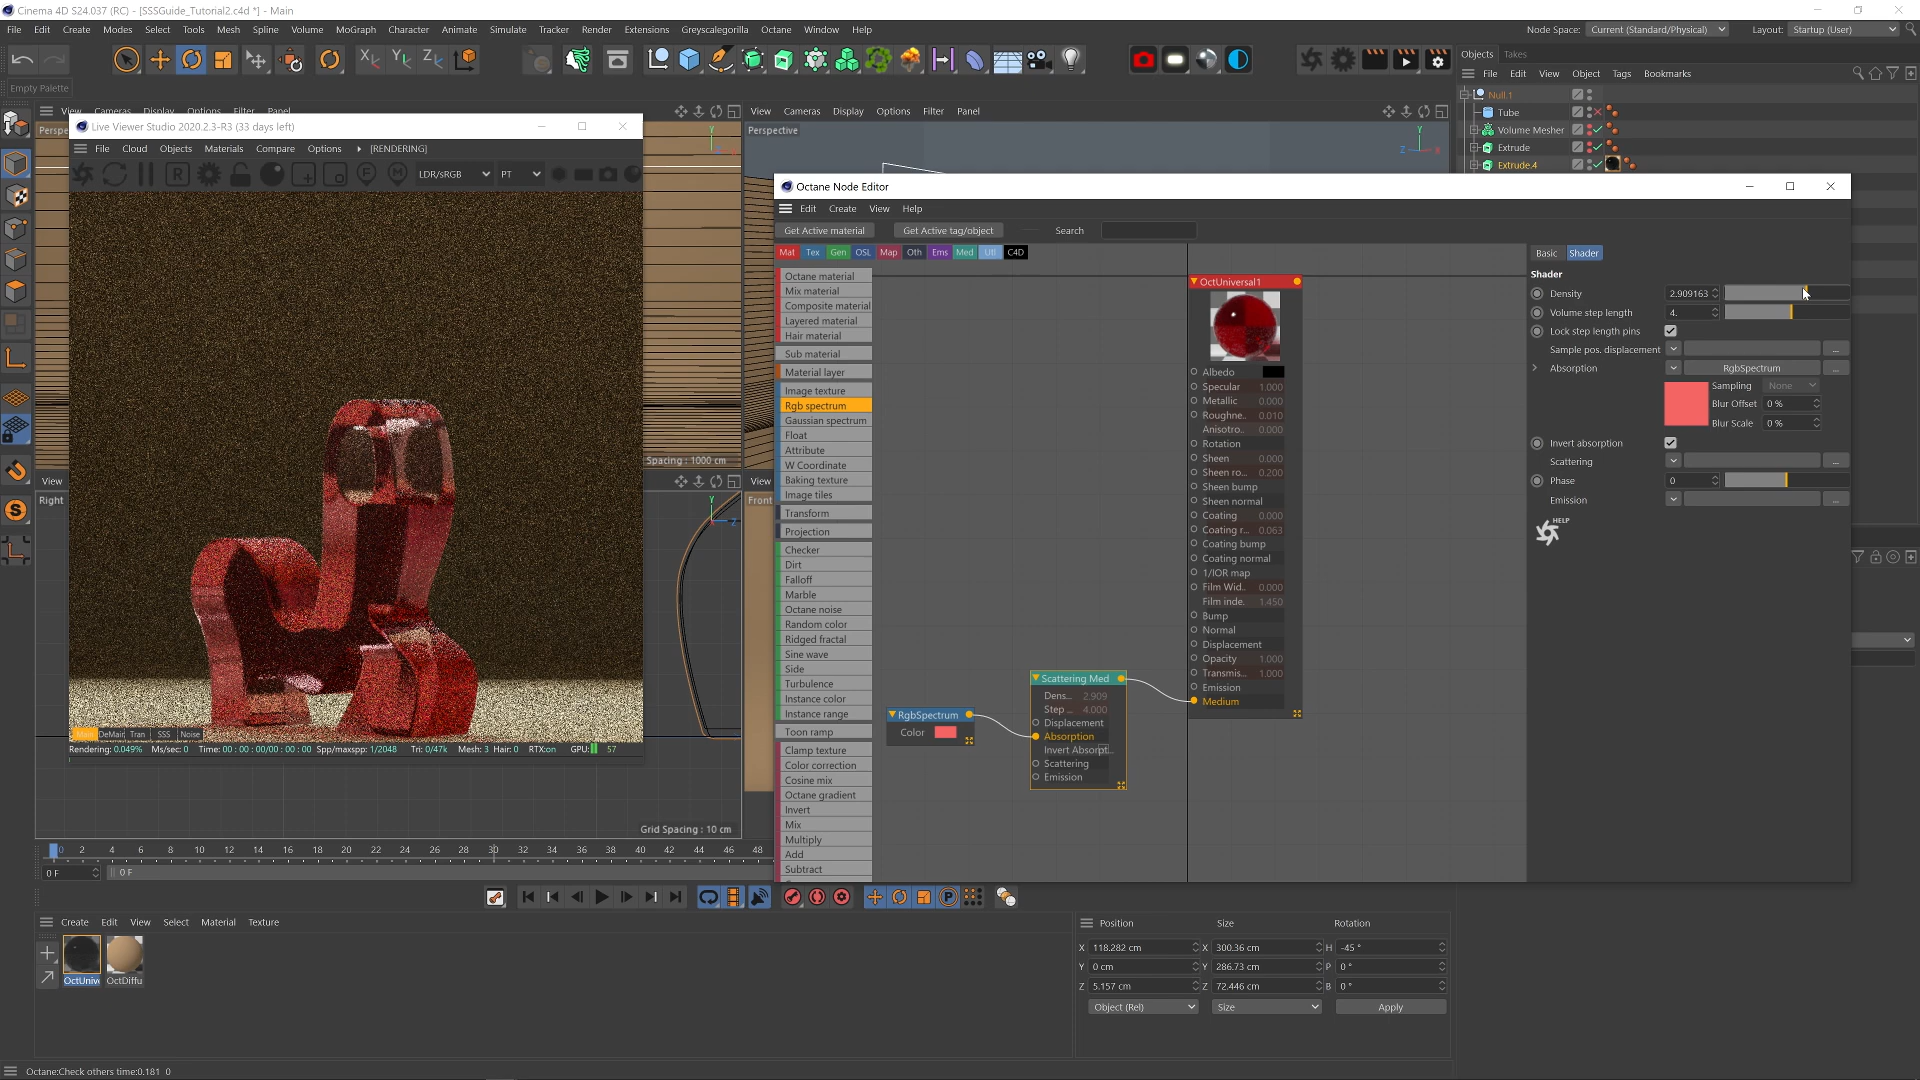 Cinema 4D S24.037 (RC) - [SSSGuide_Tutorial2.c4d *] - Main
File Edit Create Modes Select Tools Mesh Spline Volume MoGraph Character Animate Simulate Tracker Render Extensions Greyscalegorilla Octane Window Help
Node Space: Current (Standard/Physical) Layout: Startup (User)
Objects Takes
File Edit View Object Tags Bookmarks
Empty Palette
Null.1
Tube
Volume Mesher
Extrude
Extrude.4
View Cameras Display Options Filter Panel
View Cameras Display Options Filter Panel
Perspective
Live Viewer Studio 2020.2.3-R3 (33 days left)
File Cloud Objects Materials Compare Options [RENDERING]
LDR/sRGB PT
Main DeMain Tran SSS Noise
Rendering: 0.049% Ms/sec: 0 Time: 00 : 00 : 00/00 : 00 : 00 Spp/maxspp: 1/2048 Tri: 0/47k Mesh: 3 Hair: 0 RTX:on GPU: 57
Spacing : 1000 cm
View
View
Right
Front
Grid Spacing : 10 cm
Octane Node Editor
Edit Create View Help
Get Active material Get Active tag/object Search
Mat Tex Gen OSL Map Oth Ems Med Utl C4D
Octane material
Mix material
Composite material
Layered material
Hair material
Sub material
Material layer
Image texture
Rgb spectrum
Gaussian spectrum
Float
Attribute
W Coordinate
Baking texture
Image tiles
Transform
Projection
Checker
Dirt
Falloff
Marble
Octane noise
Random color
Ridged fractal
Sine wave
Side
Turbulence
Instance color
Instance range
Toon ramp
Clamp texture
Color correction
Cosine mix
Octane gradient
Invert
Mix
Multiply
Add
Subtract
RgbSpectrum
Color
Scattering Med
Dens... 2.909
Step ... 4.000
Displacement
Absorption
Invert Absorpt...
Scattering
Emission
OctUniversal1
Albedo
Specular 1.000
Metallic 0.000
Roughne.. 0.010
Anisotro.. 0.000
Rotation
Sheen 0.000
Sheen ro... 0.200
Sheen bump
Sheen normal
Coating 0.000
Coating r... 0.063
Coating bump
Coating normal
1/IOR map
Film Wid.. 0.000
Film inde. 1.450
Bump
Normal
Displacement
Opacity 1.000
Transmis... 1.000
Emission
Medium
Basic Shader
Shader
Density 2.909163
Volume step length 4.
Lock step length pins
Sample pos. displacement ...
Absorption RgbSpectrum ...
Sampling None
Blur Offset 0 %
Blur Scale 0 %
Invert absorption
Scattering ...
Phase 0
Emission ...
HELP
0 2 4 6 8 10 12 14 16 18 20 22 24 26 28 30 32 34 36 38 40 42 44 46 48
0 F 0 F
Create Edit View Select Material Texture
OctUniv OctDiffu
Position Size Rotation
X 118.282 cm X 300.36 cm H -45 °
Y 0 cm Y 286.73 cm P 0 °
Z 5.157 cm Z 72.446 cm B 0 °
Object (Rel) Size Apply
Octane:Check others time:0.181 0